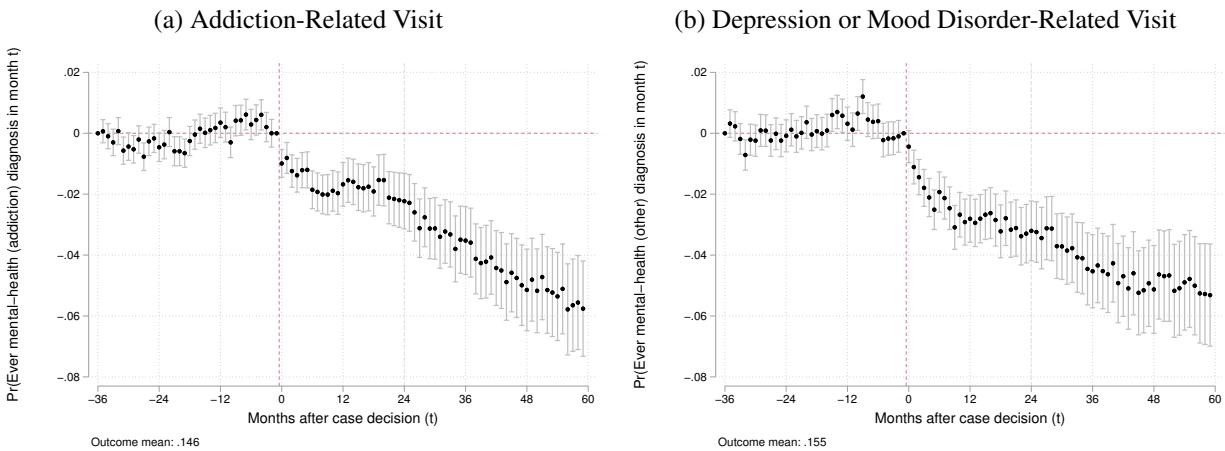 (a) Addiction-Related Visit
Pr(Ever mental−health (addiction) diagnosis in month t)
.02
0
−.02
−.04
−.06
−.08
−36 −24 −12 0 12 24 36 48 60
Months after case decision (t)
Outcome mean: .146
(b) Depression or Mood Disorder-Related Visit
Pr(Ever mental−health (other) diagnosis in month t)
.02
0
−.02
−.04
−.06
−.08
−36 −24 −12 0 12 24 36 48 60
Months after case decision (t)
Outcome mean: .155